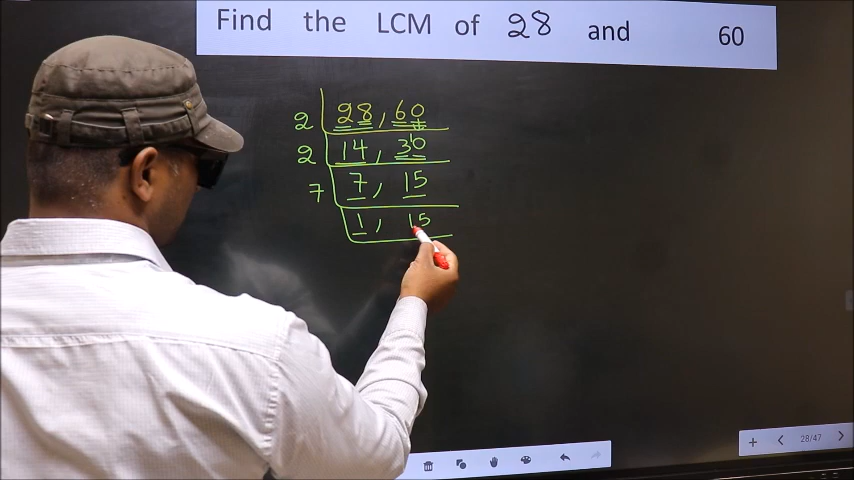 Find the LCM of 28 and 60
2 28, 60
2 14, 30
7 7, 15
1, 15
28/47